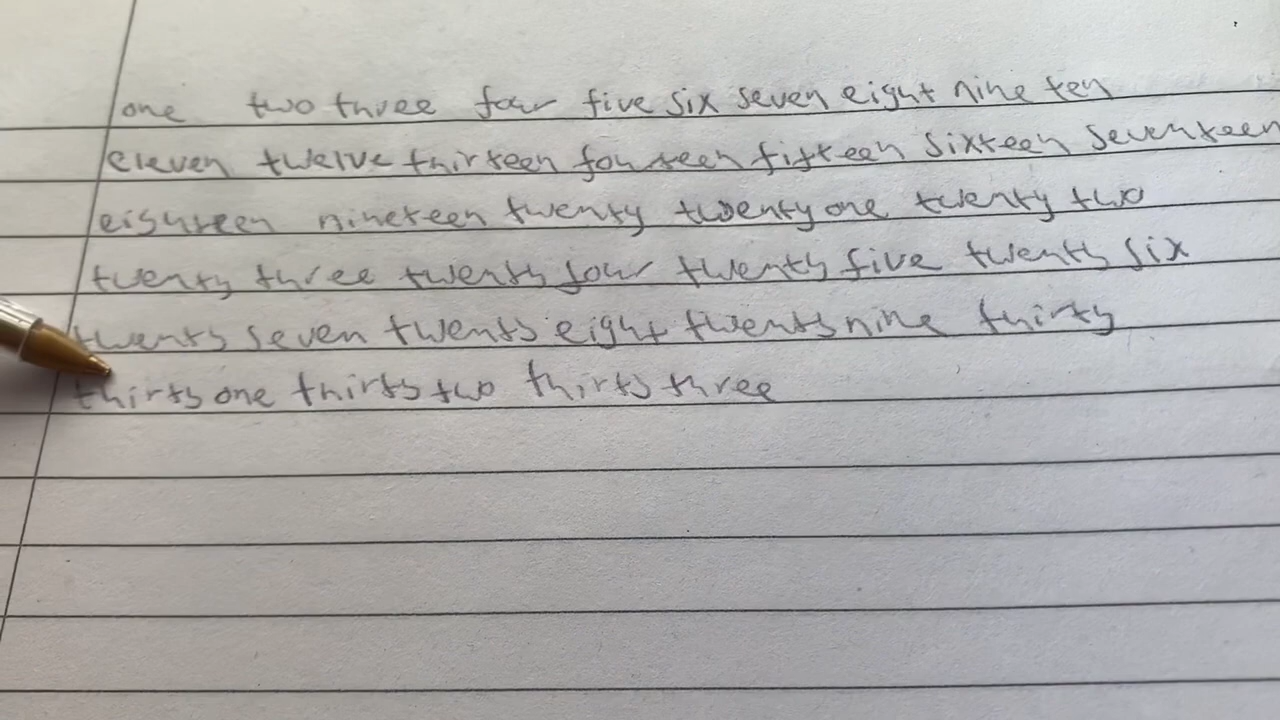 one two three four five six seven eight nine ten
eleven twelve thirteen fourteen fifteen sixteen seventeen
eighteen nineteen twenty twenty one twenty two
twenty three twenty four twenty five twenty six
twenty seven twenty eight twenty nine thirty
thirty one thirty two thirty three